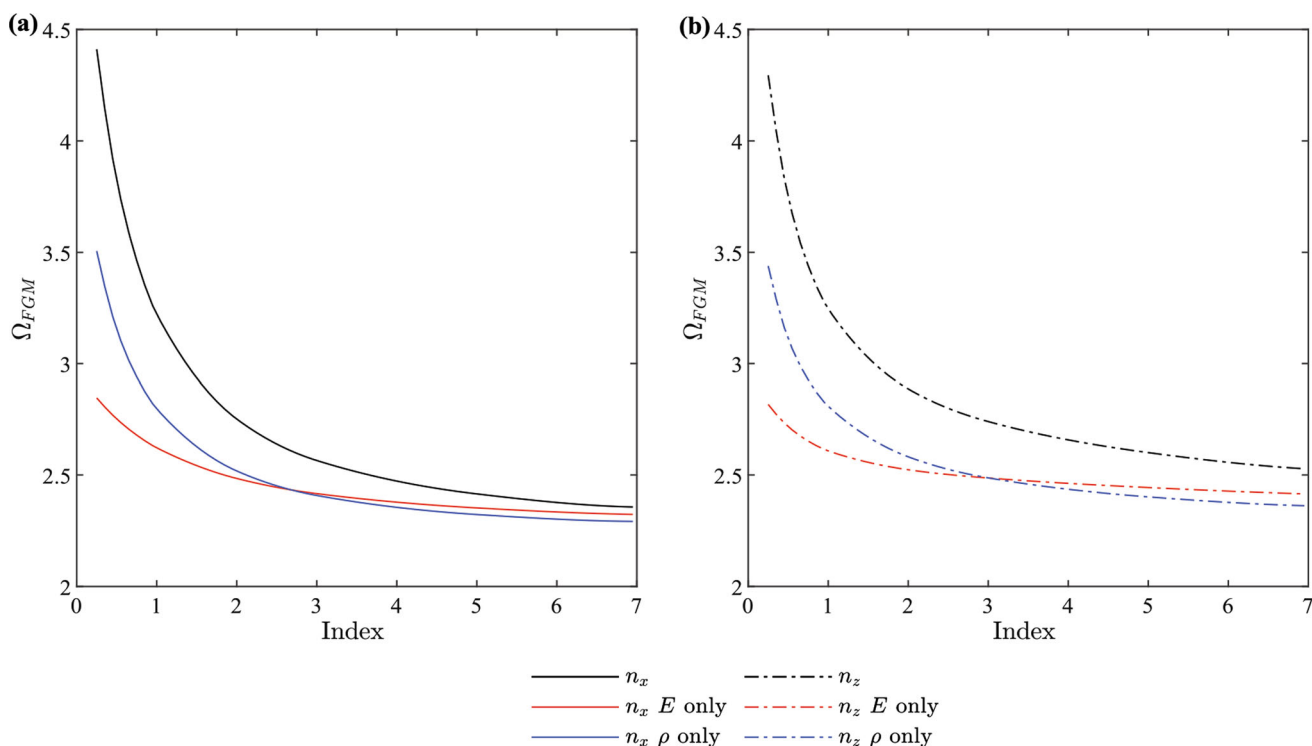 (a)
(b)
4.5
4
3.5
3
2.5
2
Ω_FGM
0 1 2 3 4 5 6 7
Index
4.5
4
3.5
3
2.5
2
Ω_FGM
0 1 2 3 4 5 6 7
Index
n_x
n_z
n_x E only
n_z E only
n_x ρ only
n_z ρ only